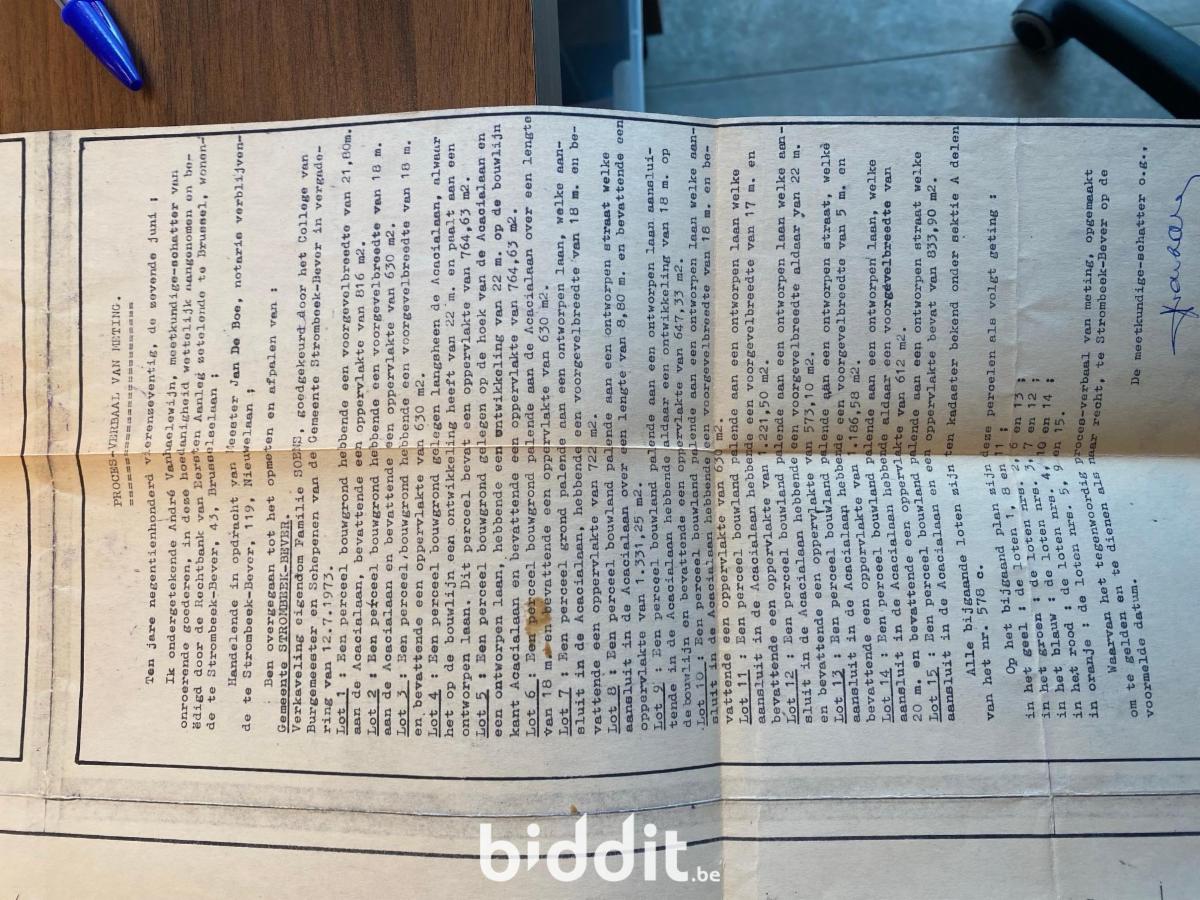 PROCES-VERBAAL VAN METING.
=========================
Ten jare negentienhonderd vierenzeventig, de zevende juni ;
Ik ondergetekende André Vanhaelewijn, meetkundige-schatter van
onroerende goederen, in deze hoedanigheid wettelijk aangenomen en be-
ëdigd door de Rechtbank van Eersten Aanleg zetelende te Brussel, wonen-
de te Strombeek-Bever, 43, Brusselselaan ;
Handelende in opdracht van Meester Jan De Boe, notaris verblijven-
de te Strombeek-Bever, 119, Nieuwelaan ;
Ben overgegaan tot het opmeten en afpalen van :
Gemeente STROMBEEK-BEVER.
Verkaveling eigendom Familie SOENS, goedgekeurd door het College van
Burgemeester en Schepenen van de Gemeente Strombeek-Bever in vergade-
ring van 12.7.1973.
Lot 1 : Een perceel bouwgrond hebbende een voorgevelbreedte van 21,80m.
aan de Acacialaan, bevattende een oppervlakte van 816 m2.
Lot 2 : Een perceel bouwgrond hebbende een voorgevelbreedte van 18 m.
aan de Acacialaan en bevattende een oppervlakte van 630 m2.
Lot 3 : Een perceel bouwgrond hebbende een voorgevelbreedte van 18 m.
en bevattende een oppervlakte van 630 m2.
Lot 4 : Een perceel bouwgrond gelegen langsheen de Acacialaan, alwaar
het op de bouwlijn een ontwikkeling heeft van 22 m. en paalt aan een
ontworpen laan. Dit perceel bevat een oppervlakte van 764,63 m2.
Lot 5 : Een perceel bouwgrond gelegen op de hoek van de Acacialaan en
een ontworpen laan, hebbende een ontwikkeling van 22 m. op de bouwlijn
kant Acacialaan en bevattende een oppervlakte van 764,63 m2.
Lot 6 : Een perceel bouwgrond palende aan de Acacialaan over een lengte
van 18 m. en bevattende een oppervlakte van 630 m2.
Lot 7 : Een perceel grond palende aan een ontworpen laan, welke aan-
sluit in de Acacialaan, hebbende een voorgevelbreedte van 18 m. en be-
vattende een oppervlakte van 722 m2.
Lot 8 : Een perceel bouwland palende aan een ontworpen straat welke
aansluit in de Acacialaan over een lengte van 8,80 m. en bevattende een
oppervlakte van 1.331,25 m2.
Lot 9 : Een perceel bouwland palende aan een ontworpen laan aanslui-
tende in de Acacialaan hebbende aldaar een ontwikkeling van 18 m. op
de bouwlijn en bevattende een oppervlakte van 647,33 m2.
Lot 10 : Een perceel bouwland palende aan een ontworpen laan welke aan-
sluit in de Acacialaan hebbende een voorgevelbreedte van 18 m. en be-
vattende een oppervlakte van 630 m2.
Lot 11 : Een perceel bouwland palende aan een ontworpen laan welke
aansluit in de Acacialaan hebbende een voorgevelbreedte van 17 m. en
bevattende een oppervlakte van 1.221,50 m2.
Lot 12 : Een perceel bouwland palende aan een ontworpen laan welke aan-
sluit in de Acacialaan hebbende een voorgevelbreedte aldaar van 22 m.
en bevattende een oppervlakte van 573,10 m2.
Lot 13 : Een perceel bouwland palende aan een ontworpen straat, welke
aansluit in de Acacialaan hebbende een voorgevelbreedte van 5 m. en
bevattende een oppervlakte van 1.186,58 m2.
Lot 14 : Een perceel bouwland palende aan een ontworpen laan, welke
aansluit in de Acacialaan hebbende aldaar een voorgevelbreedte van
20 m. en bevattende een oppervlakte van 612 m2.
Lot 15 : Een perceel bouwland palende aan een ontworpen straat welke
aansluit in de Acacialaan en een oppervlakte bevat van 833,90 m2.
Alle bijgaande loten zijn ten kadaster bekend onder sektie A delen
van het nr. 578 c.
Op het bijgaand plan zijn deze percelen als volgt geting :
in het geel : de loten 1, 8 en 11 ;
in het groen : de loten nrs. 2, 6 en 13 ;
in het blauw : de loten nrs. 3, 7 en 12 ;
in het rood : de loten nrs. 4, 10 en 14 ;
in oranje : de loten nrs. 5, 9 en 15.
Waarvan het tegenwoordig proces-verbaal van meting, opgemaakt
om te gelden en te dienen als naar recht, te Strombeek-Bever op de
voormelde datum.
De meetkundige-schatter o.g.,
biddit.be